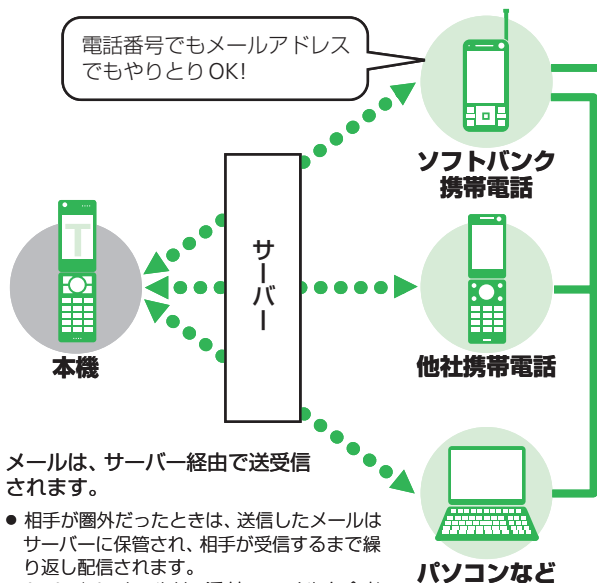 電話番号でもメールアドレス
でもやりとりOK!
ソフトバンク
携帯電話
サーバー
T
本機
他社携帯電話
メールは、サーバー経由で送受信
されます。
● 相手が圏外だったときは、送信したメールは
サーバーに保管され、相手が受信するまで繰
り返し配信されます。
パソコンなど